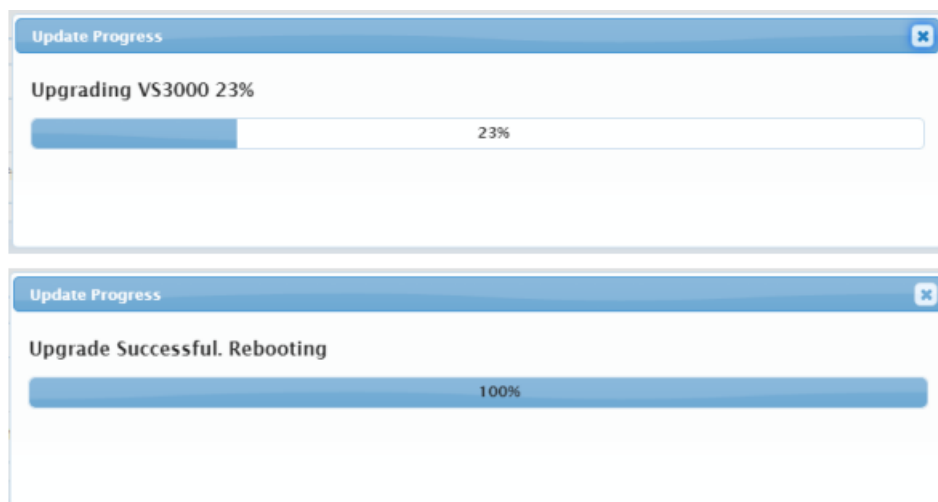 Update Progress
Upgrading VS3000 23%
23%
Update Progress
Upgrade Successful. Rebooting
100%